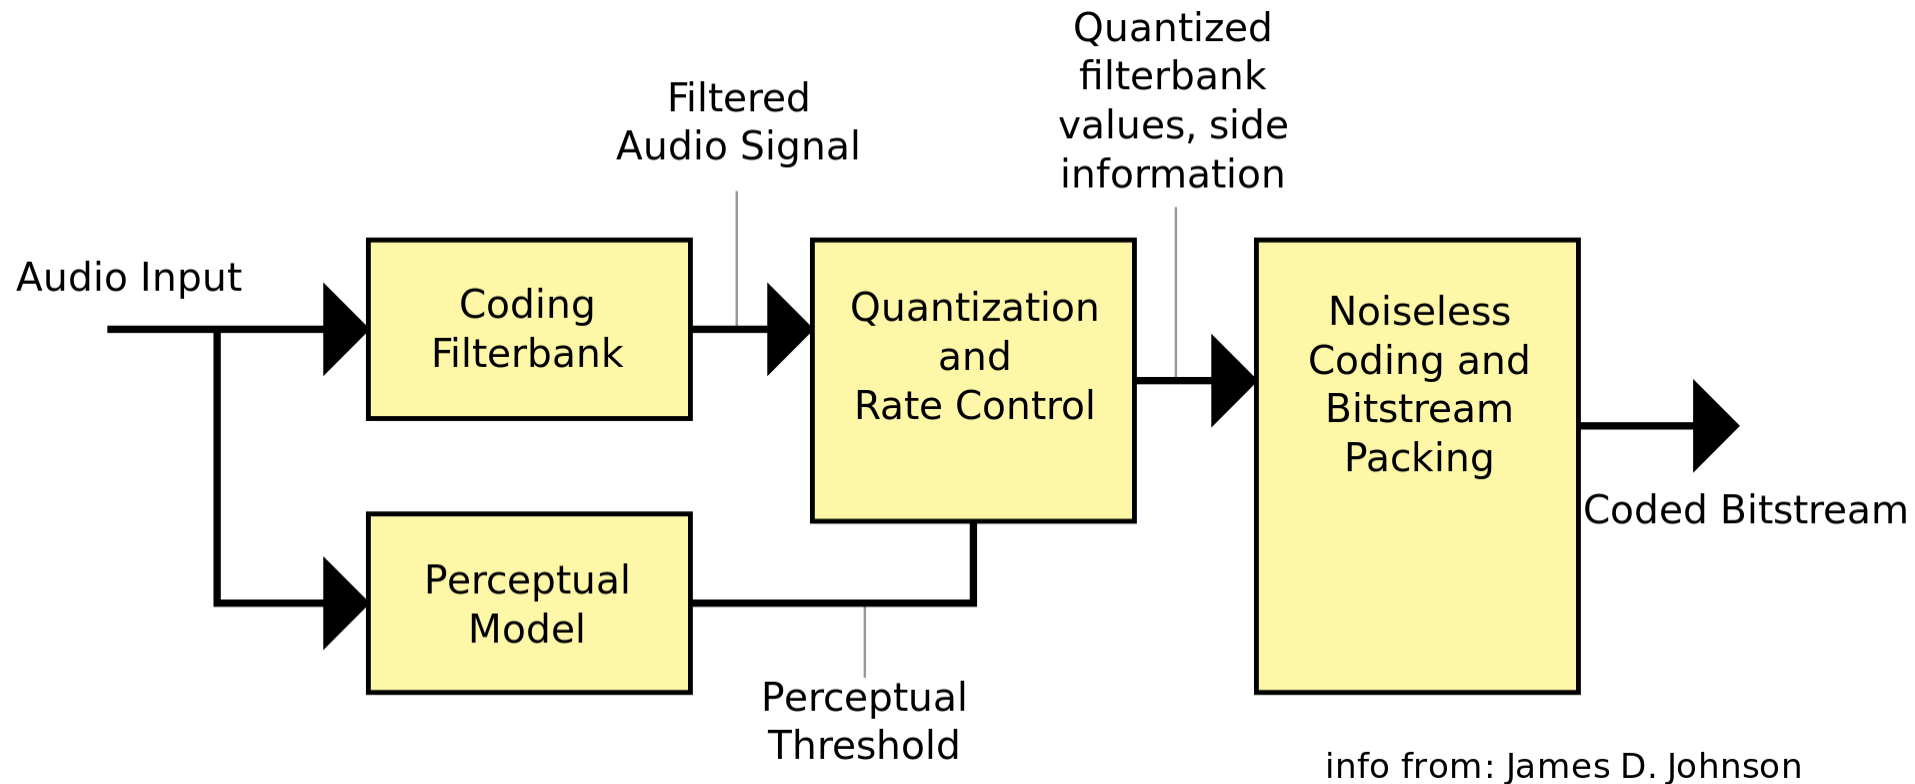 Quantized
filterbank
values, side
information
Filtered
Audio Signal
Audio Input
Coding
Filterbank
Quantization
and
Rate Control
Noiseless
Coding and
Bitstream
Packing
Coded Bitstream
Perceptual
Model
Perceptual
Threshold
info from: James D. Johnson